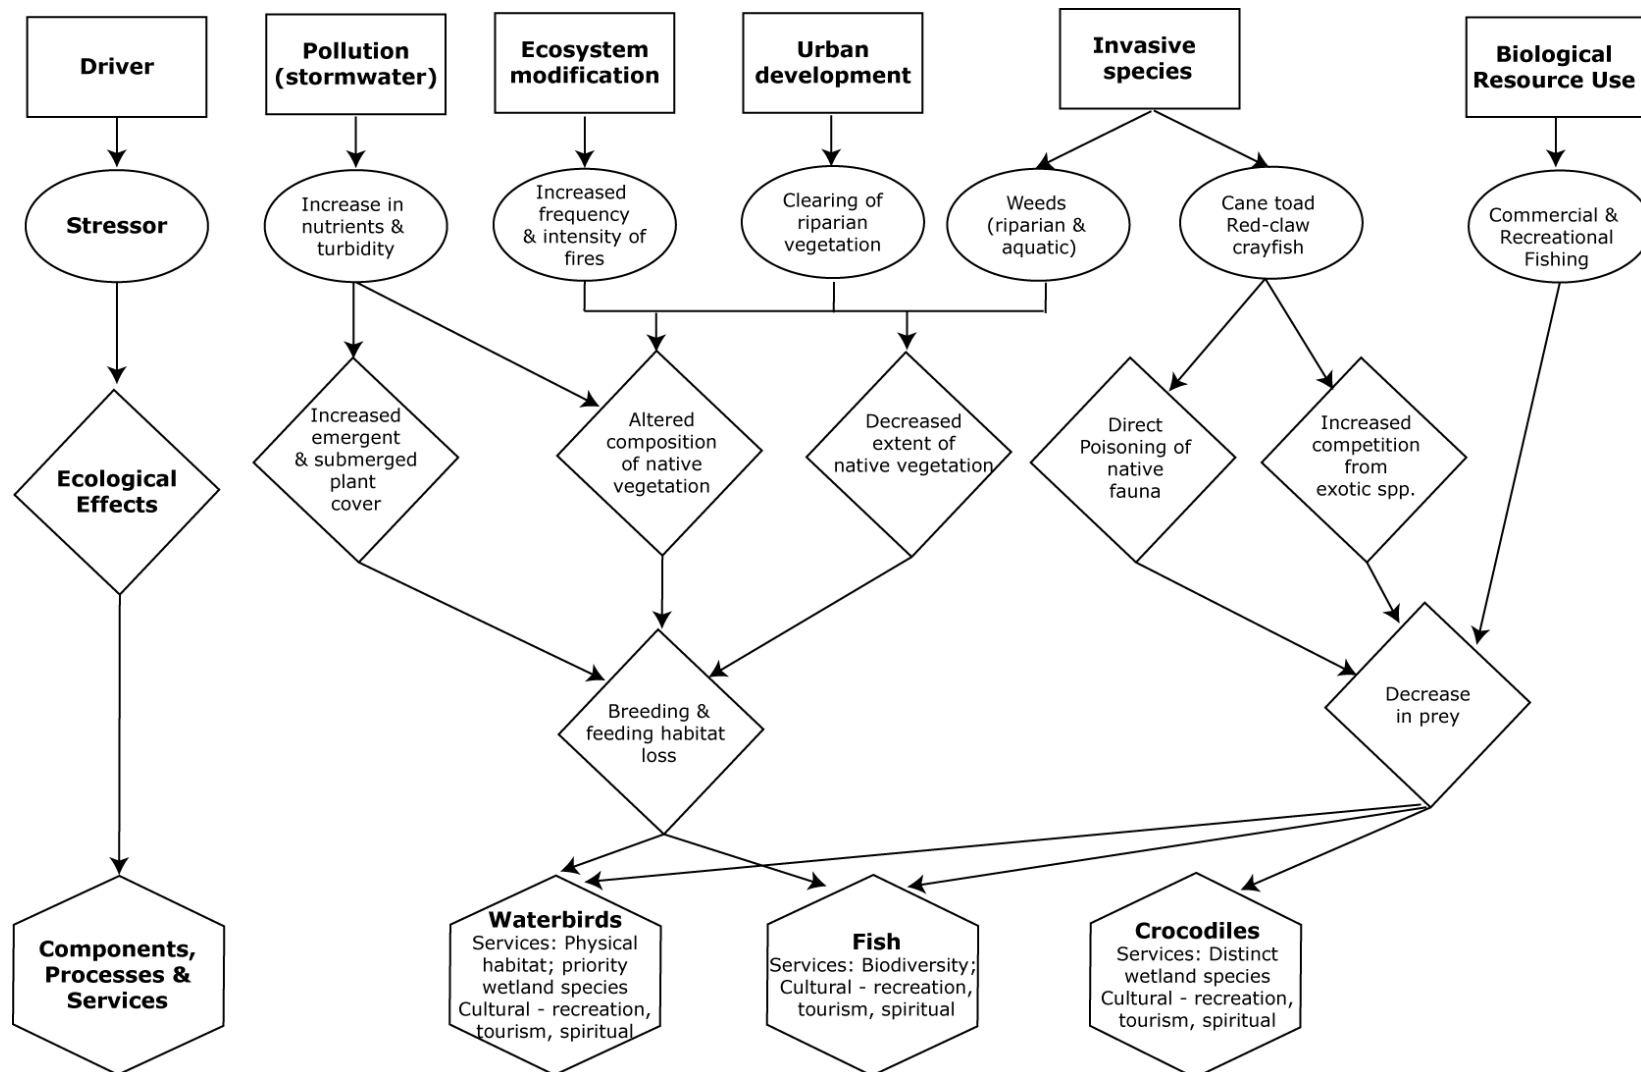 Driver
Pollution
(stormwater)
Ecosystem
modification
Urban
development
Invasive
species
Biological
Resource Use
Stressor
Increase in
nutrients &
turbidity
Increased
frequency
& intensity of
fires
Clearing of
riparian
vegetation
Weeds
(riparian &
aquatic)
Cane toad
Red-claw
crayfish
Commercial &
Recreational
Fishing
Ecological
Effects
Increased
emergent
& submerged
plant
cover
Altered
composition
of native
vegetation
Decreased
extent of
native vegetation
Direct
Poisoning of
native
fauna
Increased
competition
from
exotic spp.
Breeding &
feeding habitat
loss
Decrease
in prey
Components,
Processes &
Services
Waterbirds
Services: Physical
habitat; priority
wetland species
Cultural - recreation,
tourism, spiritual
Fish
Services: Biodiversity;
Cultural - recreation,
tourism, spiritual
Crocodiles
Services: Distinct
wetland species
Cultural - recreation,
tourism, spiritual